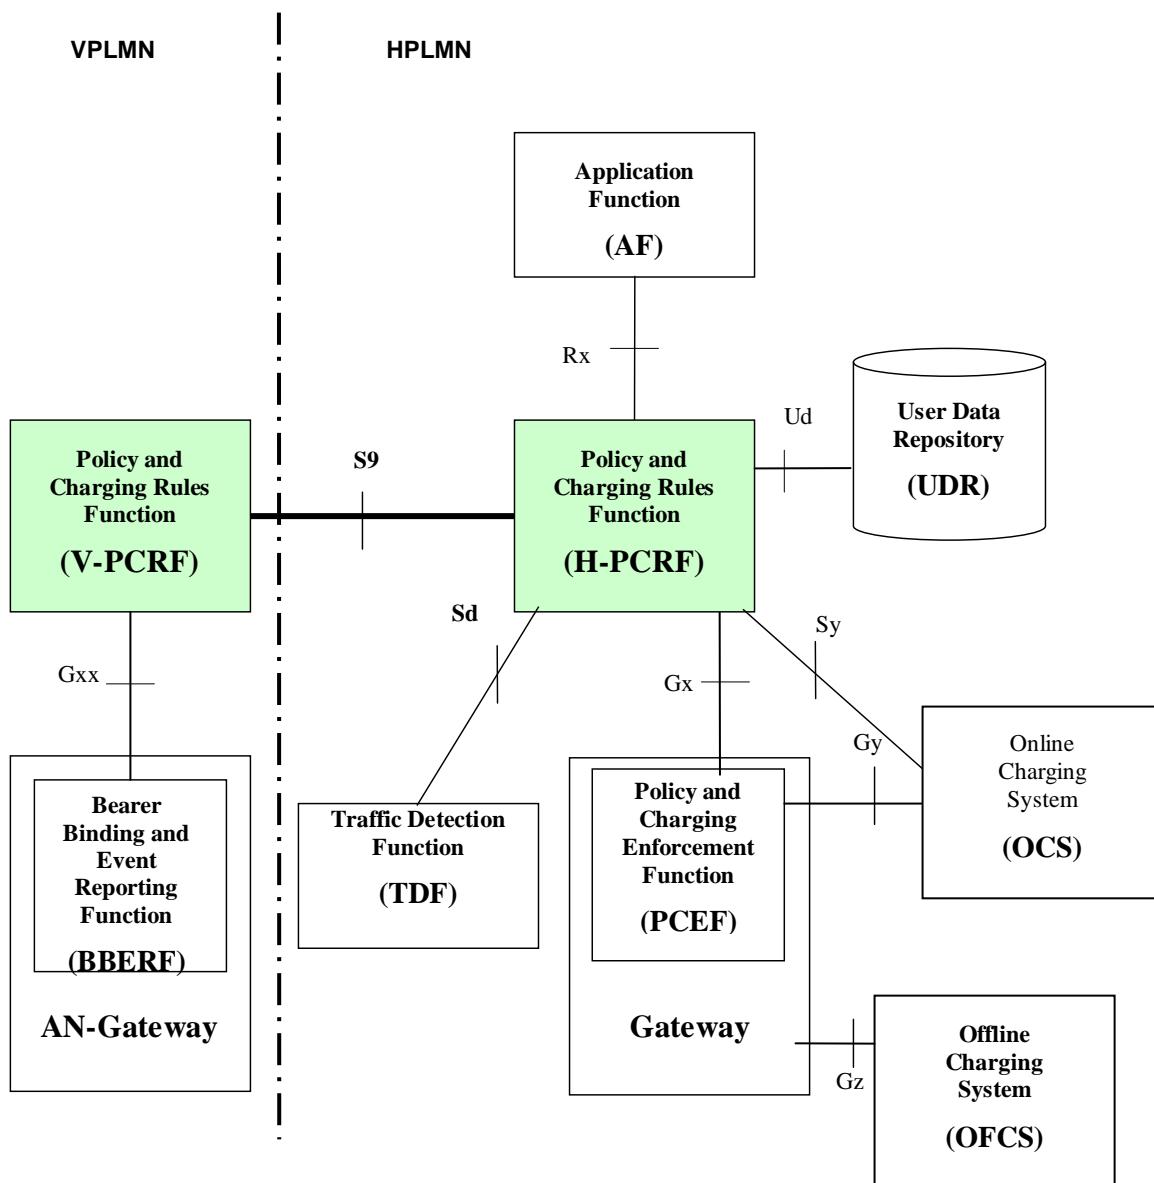 VPLMN
HPLMN
Application
Function
(AF)
Rx
Ud
User Data
Repository
(UDR)
Policy and
Charging Rules
Function
(V-PCRF)
S9
Policy and
Charging Rules
Function
(H-PCRF)
Sd
Sy
Gxx
Gx
Gy
Online
Charging
System
(OCS)
Bearer
Binding and
Event
Reporting
Function
(BBERF)
AN-Gateway
Traffic Detection
Function
(TDF)
Policy and
Charging
Enforcement
Function
(PCEF)
Gateway
Gz
Offline
Charging
System
(OFCS)